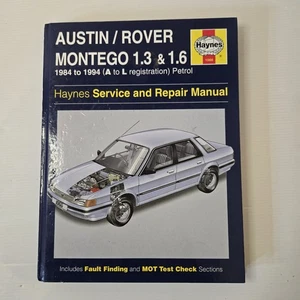 AUSTIN / ROVER
MONTEGO 1.3 & 1.6
1984 to 1994 (A to L registration) Petrol
Haynes
Haynes Service and Repair Manual
Includes Fault Finding and MOT Test Check Sections